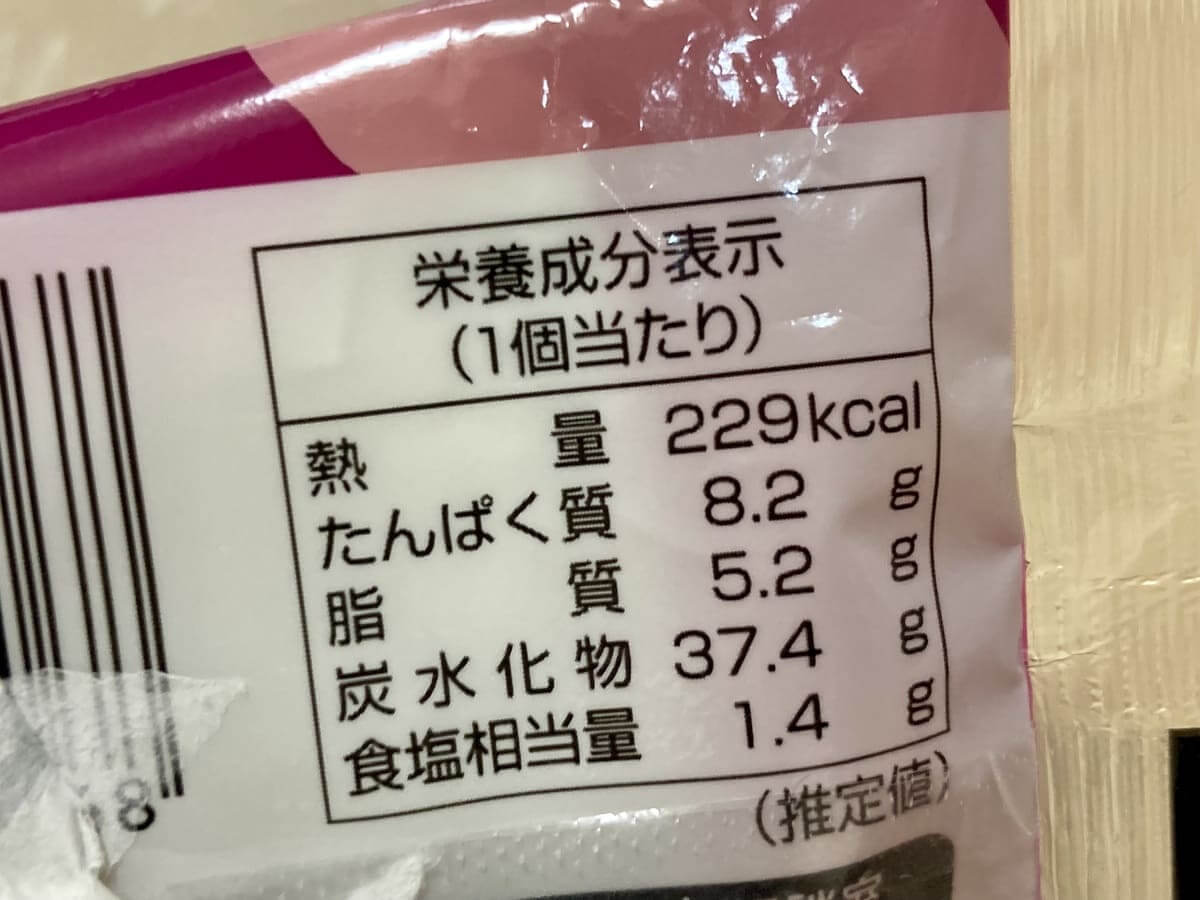 栄養成分表示
(1個当たり)
熱量 229kcal
たんぱく質 8.2 g
脂質 5.2 g
炭水化物 37.4 g
食塩相当量 1.4 g
(推定値)
8